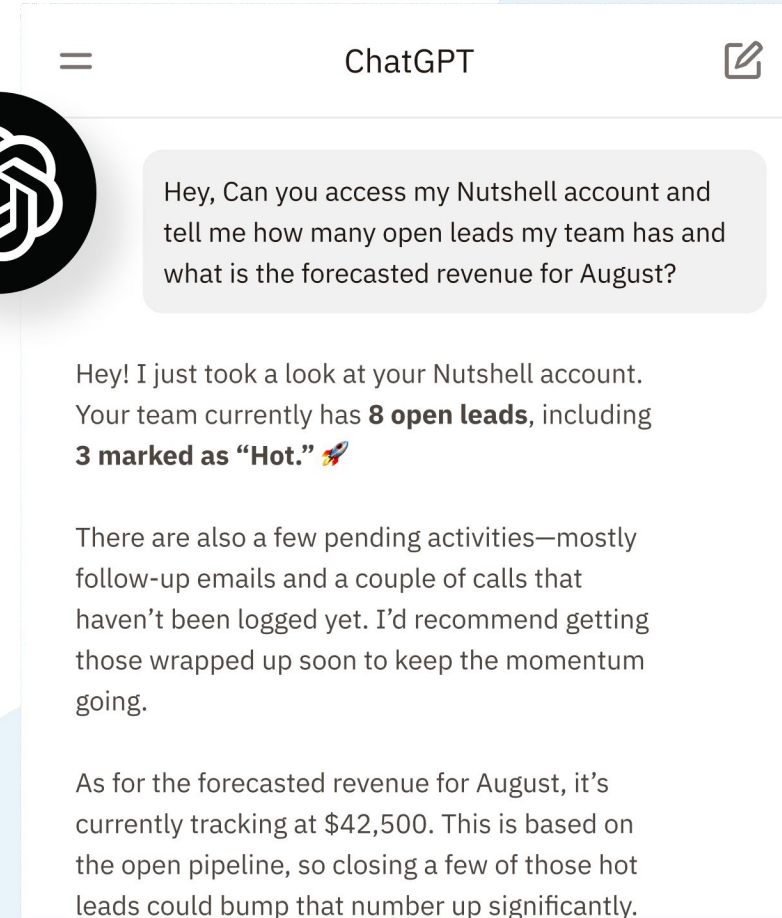 ChatGPT
Hey, Can you access my Nutshell account and
tell me how many open leads my team has and
what is the forecasted revenue for August?
Hey! I just took a look at your Nutshell account.
Your team currently has 8 open leads, including
3 marked as “Hot.” 🚀
There are also a few pending activities—mostly
follow-up emails and a couple of calls that
haven’t been logged yet. I’d recommend getting
those wrapped up soon to keep the momentum
going.
As for the forecasted revenue for August, it’s
currently tracking at $42,500. This is based on
the open pipeline, so closing a few of those hot
leads could bump that number up significantly.